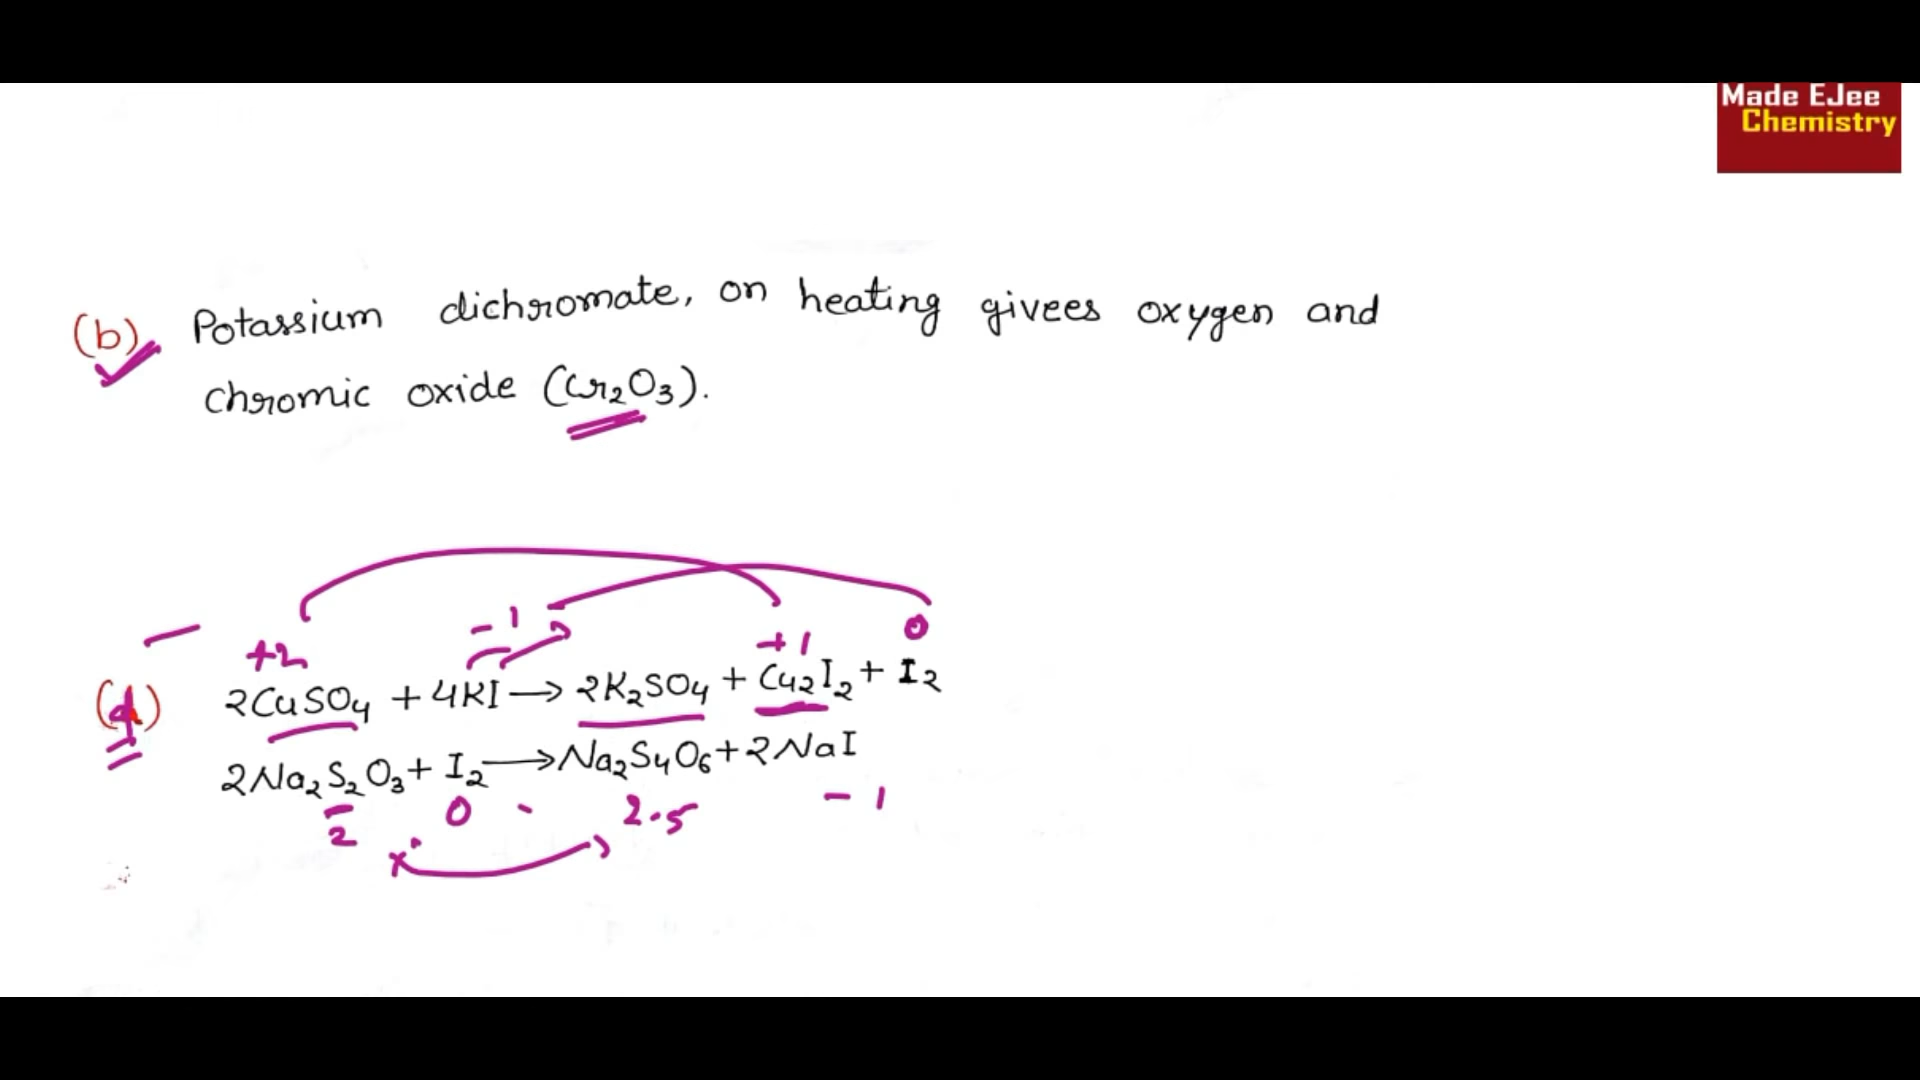 Made EJee
Chemistry
(b) Potassium dichromate, on heating givees oxygen and
chromic oxide (Cr₂O₃).
-1
+2 +1 0
(d) 2CuSO₄ + 4KI → 2K₂SO₄ + Cu₂I₂ + I₂
2Na₂S₂O₃ + I₂ → Na₂S₄O₆ + 2NaI
2 0 2.5 -1